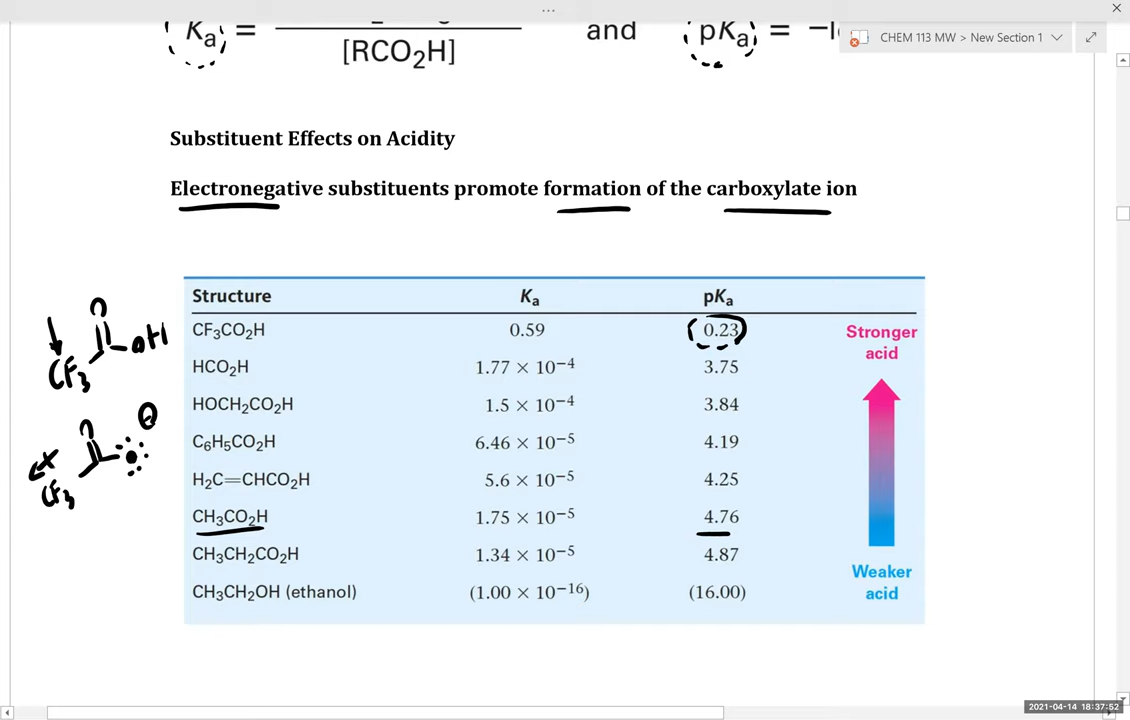 CHEM 113 MW > New Section 1
Kₐ = and pKₐ =
[RCO₂H]
Substituent Effects on Acidity
Electronegative substituents promote formation of the carboxylate ion
Structure Kₐ pKₐ
CF₃CO₂H 0.59 0.23
HCO₂H 1.77 × 10⁻⁴ 3.75
HOCH₂CO₂H 1.5 × 10⁻⁴ 3.84
C₆H₅CO₂H 6.46 × 10⁻⁵ 4.19
H₂C=CHCO₂H 5.6 × 10⁻⁵ 4.25
CH₃CO₂H 1.75 × 10⁻⁵ 4.76
CH₃CH₂CO₂H 1.34 × 10⁻⁵ 4.87
CH₃CH₂OH (ethanol) (1.00 × 10⁻¹⁶) (16.00)
Stronger
acid
Weaker
acid
O
OH
CF₃
O
CF₃
2021-04-14 18:37:52